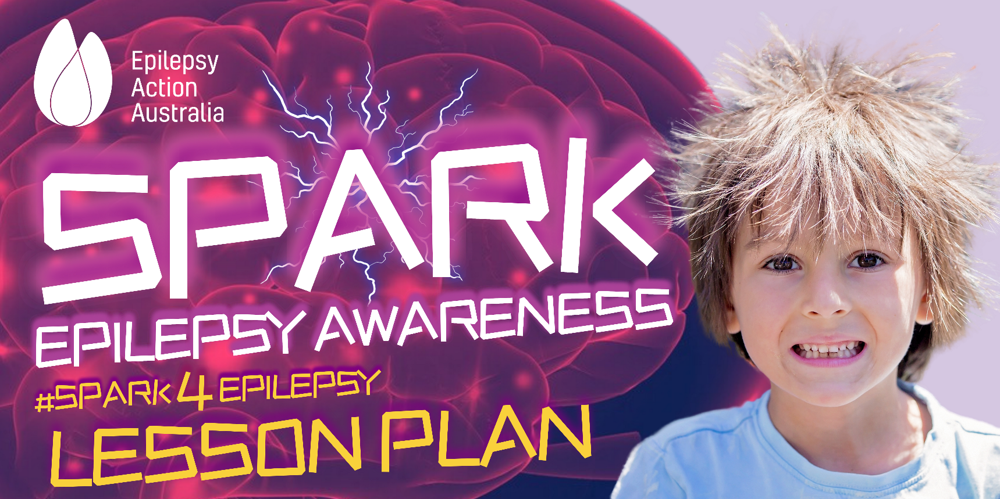 Epilepsy
Action
Australia
SPARK
EPILEPSY AWARENESS
#SPARK4EPILEPSY
LESSON PLAN